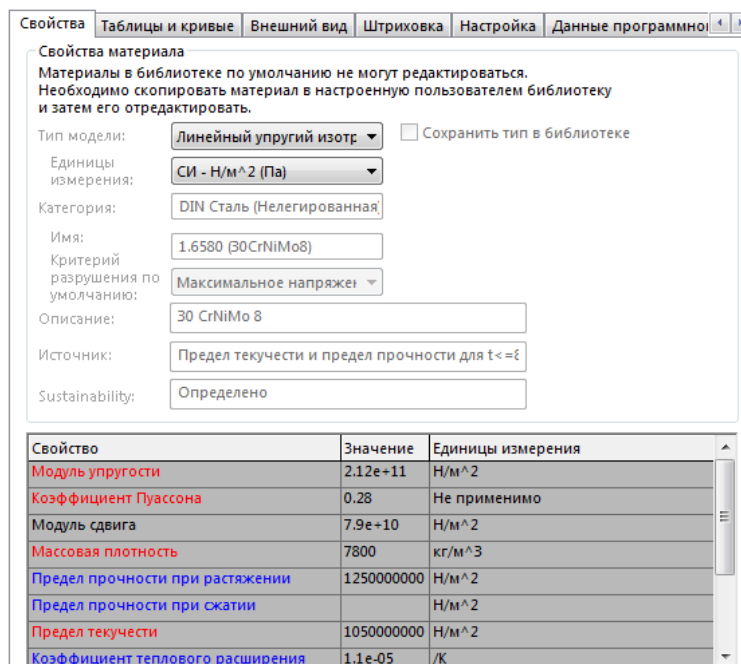 Свойства Таблицы и кривые Внешний вид Штриховка Настройка Данные программно
Свойства материала
Материалы в библиотеке по умолчанию не могут редактироваться.
Необходимо скопировать материал в настроенную пользователем библиотеку
и затем его отредактировать.
Тип модели: Линейный упругий изотр Сохранить тип в библиотеке
Единицы
измерения: СИ - Н/м^2 (Па)
Категория: DIN Сталь (Нелегированная)
Имя: 1.6580 (30CrNiMo8)
Критерий
разрушения по
умолчанию: Максимальное напряжен
Описание: 30 CrNiMo 8
Источник: Предел текучести и предел прочности для t<=8
Sustainability: Определено
Свойство Значение Единицы измерения
Модуль упругости 2.12e+11 Н/м^2
Коэффициент Пуассона 0.28 Не применимо
Модуль сдвига 7.9e+10 Н/м^2
Массовая плотность 7800 кг/м^3
Предел прочности при растяжении 1250000000 Н/м^2
Предел прочности при сжатии Н/м^2
Предел текучести 1050000000 Н/м^2
Коэффициент теплового расширения 1.1e-05 /K